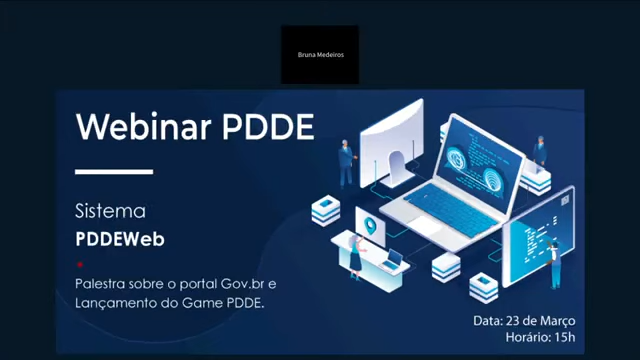 Bruna Medeiros
Webinar PDDE
Sistema
PDDEWeb
Palestra sobre o portal Gov.br e
Lançamento do Game PDDE.
Data: 23 de Março
Horário: 15h